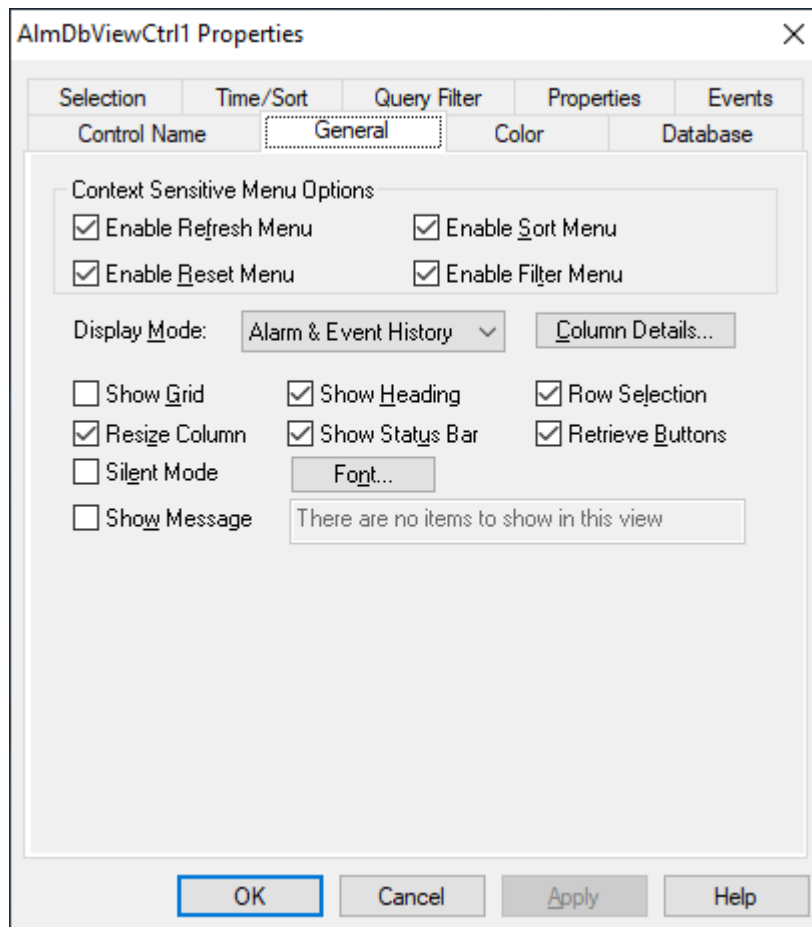 AlmDbViewCtrl1 Properties
Selection Time/Sort Query Filter Properties Events
Control Name General Color Database
Context Sensitive Menu Options
Enable Refresh Menu Enable Sort Menu
Enable Reset Menu Enable Filter Menu
Display Mode: Alarm & Event History Column Details...
Show Grid Show Heading Row Selection
Resize Column Show Status Bar Retrieve Buttons
Silent Mode Font...
Show Message There are no items to show in this view
OK Cancel Apply Help